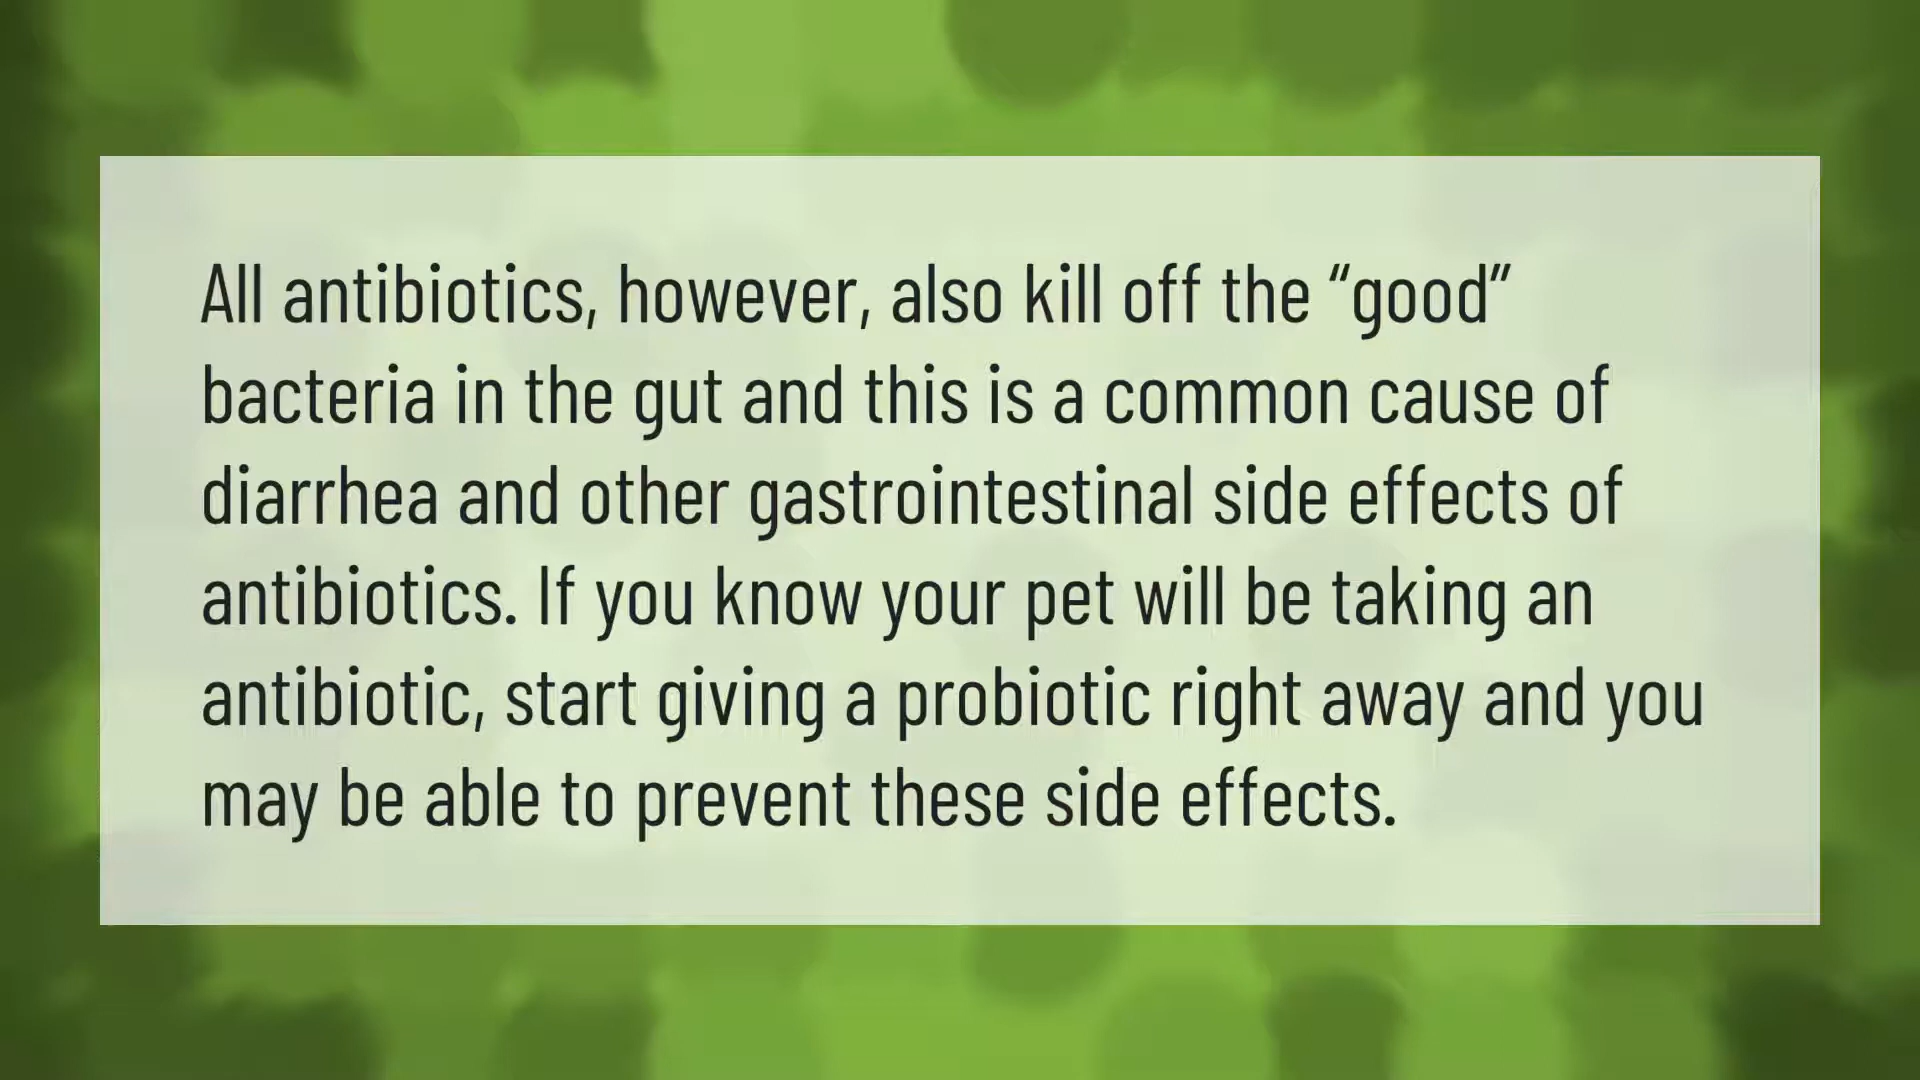 All antibiotics, however, also kill off the “good”
bacteria in the gut and this is a common cause of
diarrhea and other gastrointestinal side effects of
antibiotics. If you know your pet will be taking an
antibiotic, start giving a probiotic right away and you
may be able to prevent these side effects.